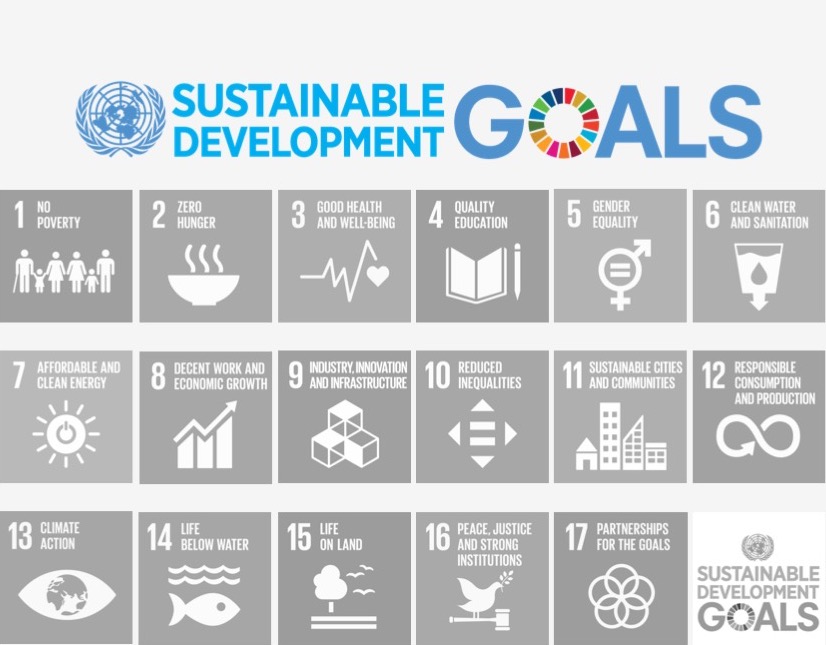 SUSTAINABLE
DEVELOPMENT
GOALS
1 NO
POVERTY
2 ZERO
HUNGER
3 GOOD HEALTH
AND WELL-BEING
4 QUALITY
EDUCATION
5 GENDER
EQUALITY
6 CLEAN WATER
AND SANITATION
7 AFFORDABLE AND
CLEAN ENERGY
8 DECENT WORK AND
ECONOMIC GROWTH
9 INDUSTRY, INNOVATION
AND INFRASTRUCTURE
10 REDUCED
INEQUALITIES
11 SUSTAINABLE CITIES
AND COMMUNITIES
12 RESPONSIBLE
CONSUMPTION
AND PRODUCTION
13 CLIMATE
ACTION
14 LIFE
BELOW WATER
15 LIFE
ON LAND
16 PEACE, JUSTICE
AND STRONG
INSTITUTIONS
17 PARTNERSHIPS
FOR THE GOALS
SUSTAINABLE
DEVELOPMENT
GOALS